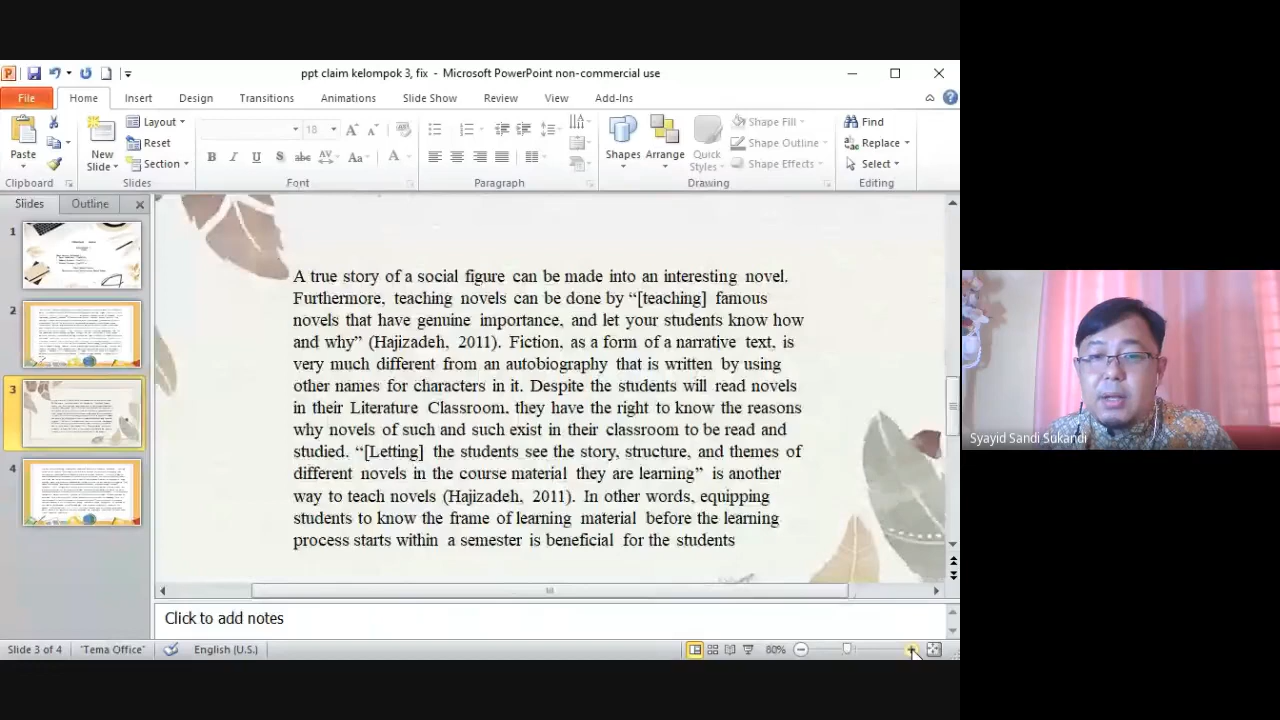 ppt claim kelompok 3, fix - Microsoft PowerPoint non-commercial use
File Home Insert Design Transitions Animations Slide Show Review View Add-Ins
Paste
Clipboard
New Slide
Layout
Reset
Section
Slides
18
B I U S abc AV Aa A
Font
Paragraph
Shapes
Arrange
Quick Styles
Shape Fill
Shape Outline
Shape Effects
Drawing
Find
Replace
Select
Editing
Slides Outline
1
2
3
4
A true story of a social figure can be made into an interesting novel.
Furthermore, teaching novels can be done by “[teaching] famous
novels that have genuine importance, and let your students know how
and why” (Hajizadeh, 2011). Fiction, as a form of a narrative text, is
very much different from an autobiography that is written by using
other names for characters in it. Despite the students will read novels
in their Literature Classroom, they have the right to know the reasons
why novels of such and such exist in their classroom to be read and
studied. “[Letting] the students see the story, structure, and themes of
different novels in the course material they are learning” is another
way to teach novels (Hajizadeh, 2011). In other words, equipping
students to know the frame of learning material before the learning
process starts within a semester is beneficial for the students
Click to add notes
Slide 3 of 4 "Tema Office" English (U.S.) 80%
Syayid Sandi Sukandi